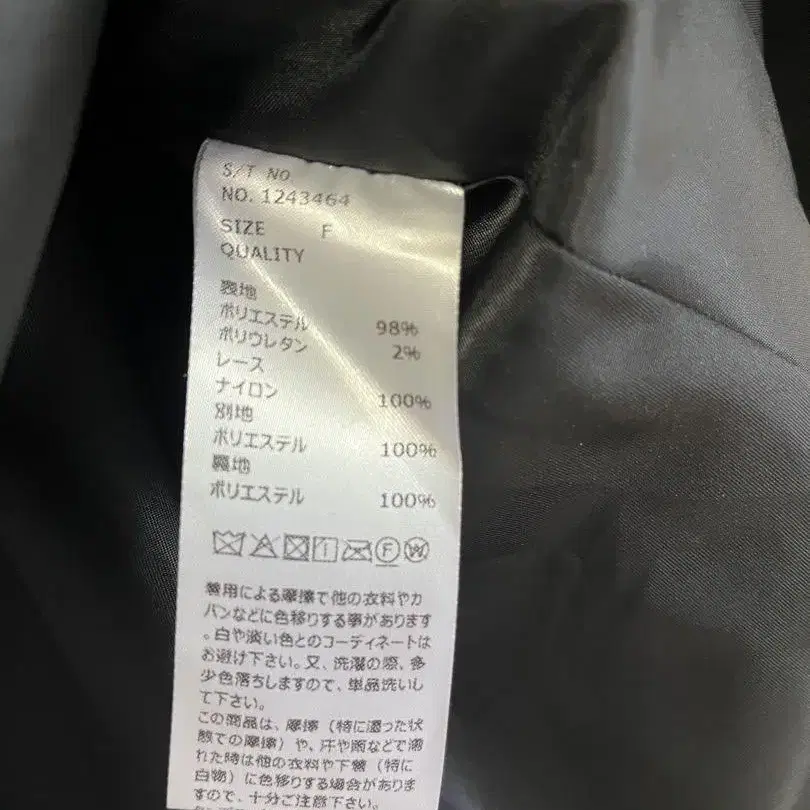 S/T NO
NO.1243464
SIZE F
QUALITY
表地
ポリエステル 98%
ポリウレタン 2%
レース
ナイロン 100%
別地
ポリエステル 100%
裏地
ポリエステル 100%
F W
着用による摩擦で他の衣料やカ
バンなどに色移りする事があります
。白や淡い色とのコーディネートは
お避け下さい。又、洗濯の際、多
少色落ちしますので、単品洗いし
て下さい。
この商品は、摩擦（特に湿った状
態での摩擦）や、汗や雨などで濡
れた時は他の衣料や下着（特に
白物）に色移りする場合がありま
すので、十分ご注意下さい。